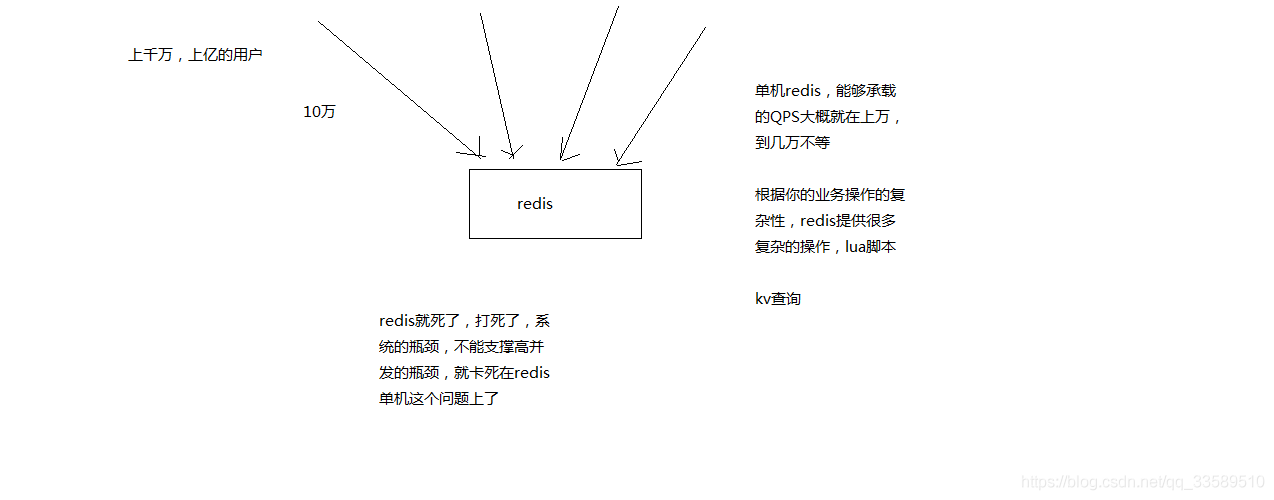 上千万，上亿的用户
10万
单机redis，能够承载
的QPS大概就在上万，
到几万不等
根据你的业务操作的复
杂性，redis提供很多
复杂的操作，lua脚本
kv查询
redis
redis就死了，打死了，系
统的瓶颈，不能支撑高并
发的瓶颈，就卡死在redis
单机这个问题上了
https://blog.csdn.net/qq_33589510